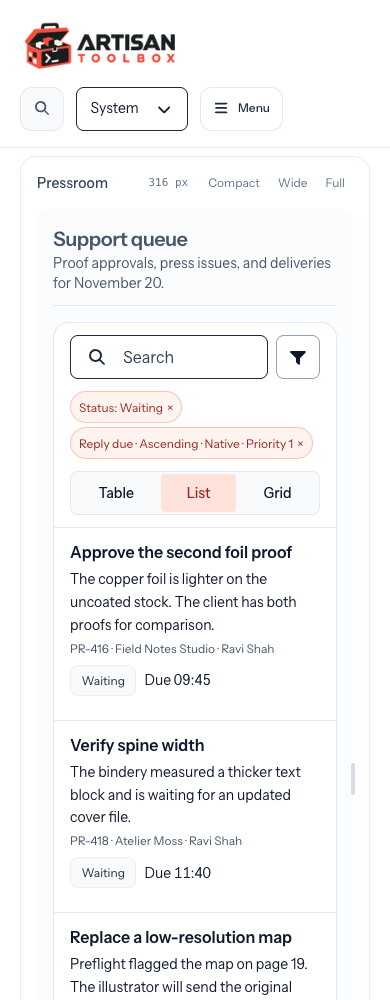 ARTISAN
TOOLBOX
System
Menu
Pressroom 316 px Compact Wide Full
Support queue
Proof approvals, press issues, and deliveries
for November 20.
Search
Status: Waiting ×
Reply due · Ascending · Native · Priority 1 ×
Table List Grid
Approve the second foil proof
The copper foil is lighter on the
uncoated stock. The client has both
proofs for comparison.
PR-416 · Field Notes Studio · Ravi Shah
Waiting Due 09:45
Verify spine width
The bindery measured a thicker text
block and is waiting for an updated
cover file.
PR-418 · Atelier Moss · Ravi Shah
Waiting Due 11:40
Replace a low-resolution map
Preflight flagged the map on page 19.
The illustrator will send the original